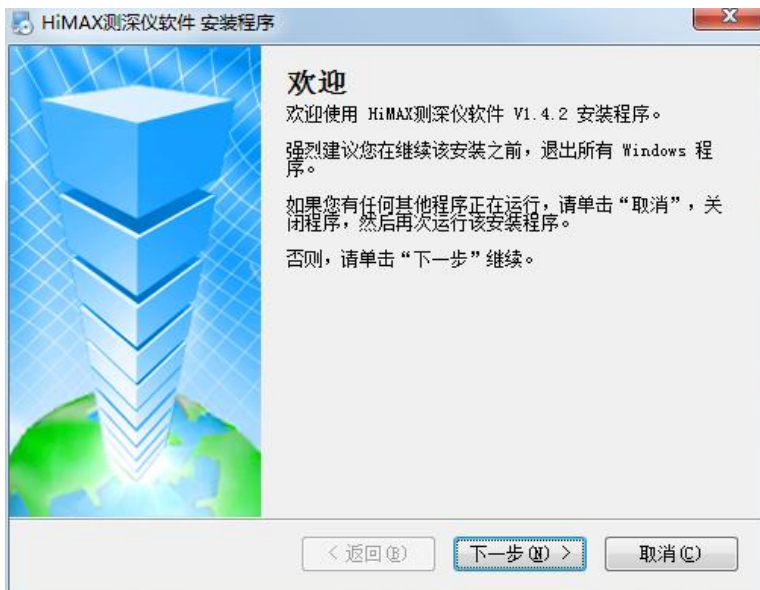 HiMAX测深仪软件 安装程序
欢迎
欢迎使用 HiMAX测深仪软件 V1.4.2 安装程序。
强烈建议您在继续该安装之前，退出所有 Windows 程
序。
如果您有任何其他程序正在运行，请单击“取消”，关
闭程序，然后再次运行该安装程序。
否则，请单击“下一步”继续。
< 返回(B)
下一步(N) >
取消(C)